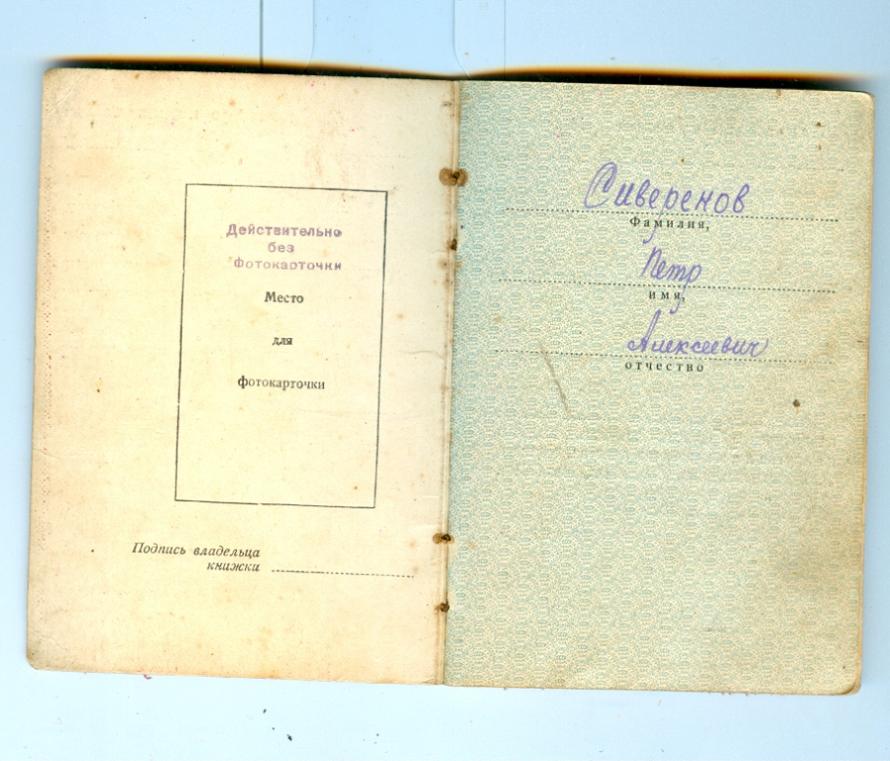 Действительно
без
Фотокарточки
Место
для
фотокарточки
Подпись владельца
книжки
Сиверенов
Фамилия,
Петр
имя,
Алексеевич
отчество